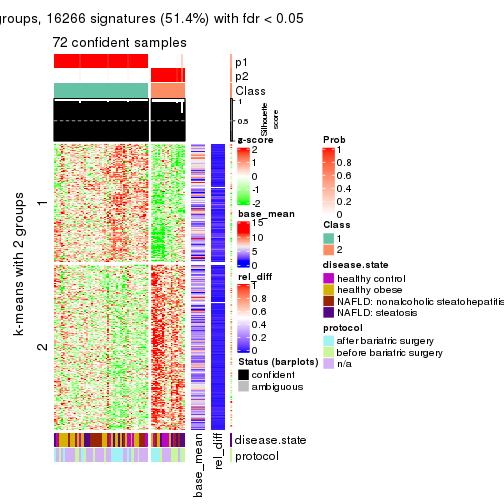 groups, 16266 signatures (51.4%) with fdr < 0.05
72 confident samples
p1
p2
Class
1
0.5
0
Silhouette
score
k-means with 2 groups
1
2
z-score
2
1
0
-1
-2
base_mean
15
10
5
0
rel_diff
1
0.8
0.6
0.4
0.2
0
Status (barplots)
confident
ambiguous
Prob
1
0.8
0.6
0.4
0.2
0
Class
1
2
disease.state
healthy control
healthy obese
NAFLD: nonalcoholic steatohepatitis
NAFLD: steatosis
protocol
after bariatric surgery
before bariatric surgery
n/a
disease.state
protocol
base_mean
rel_diff